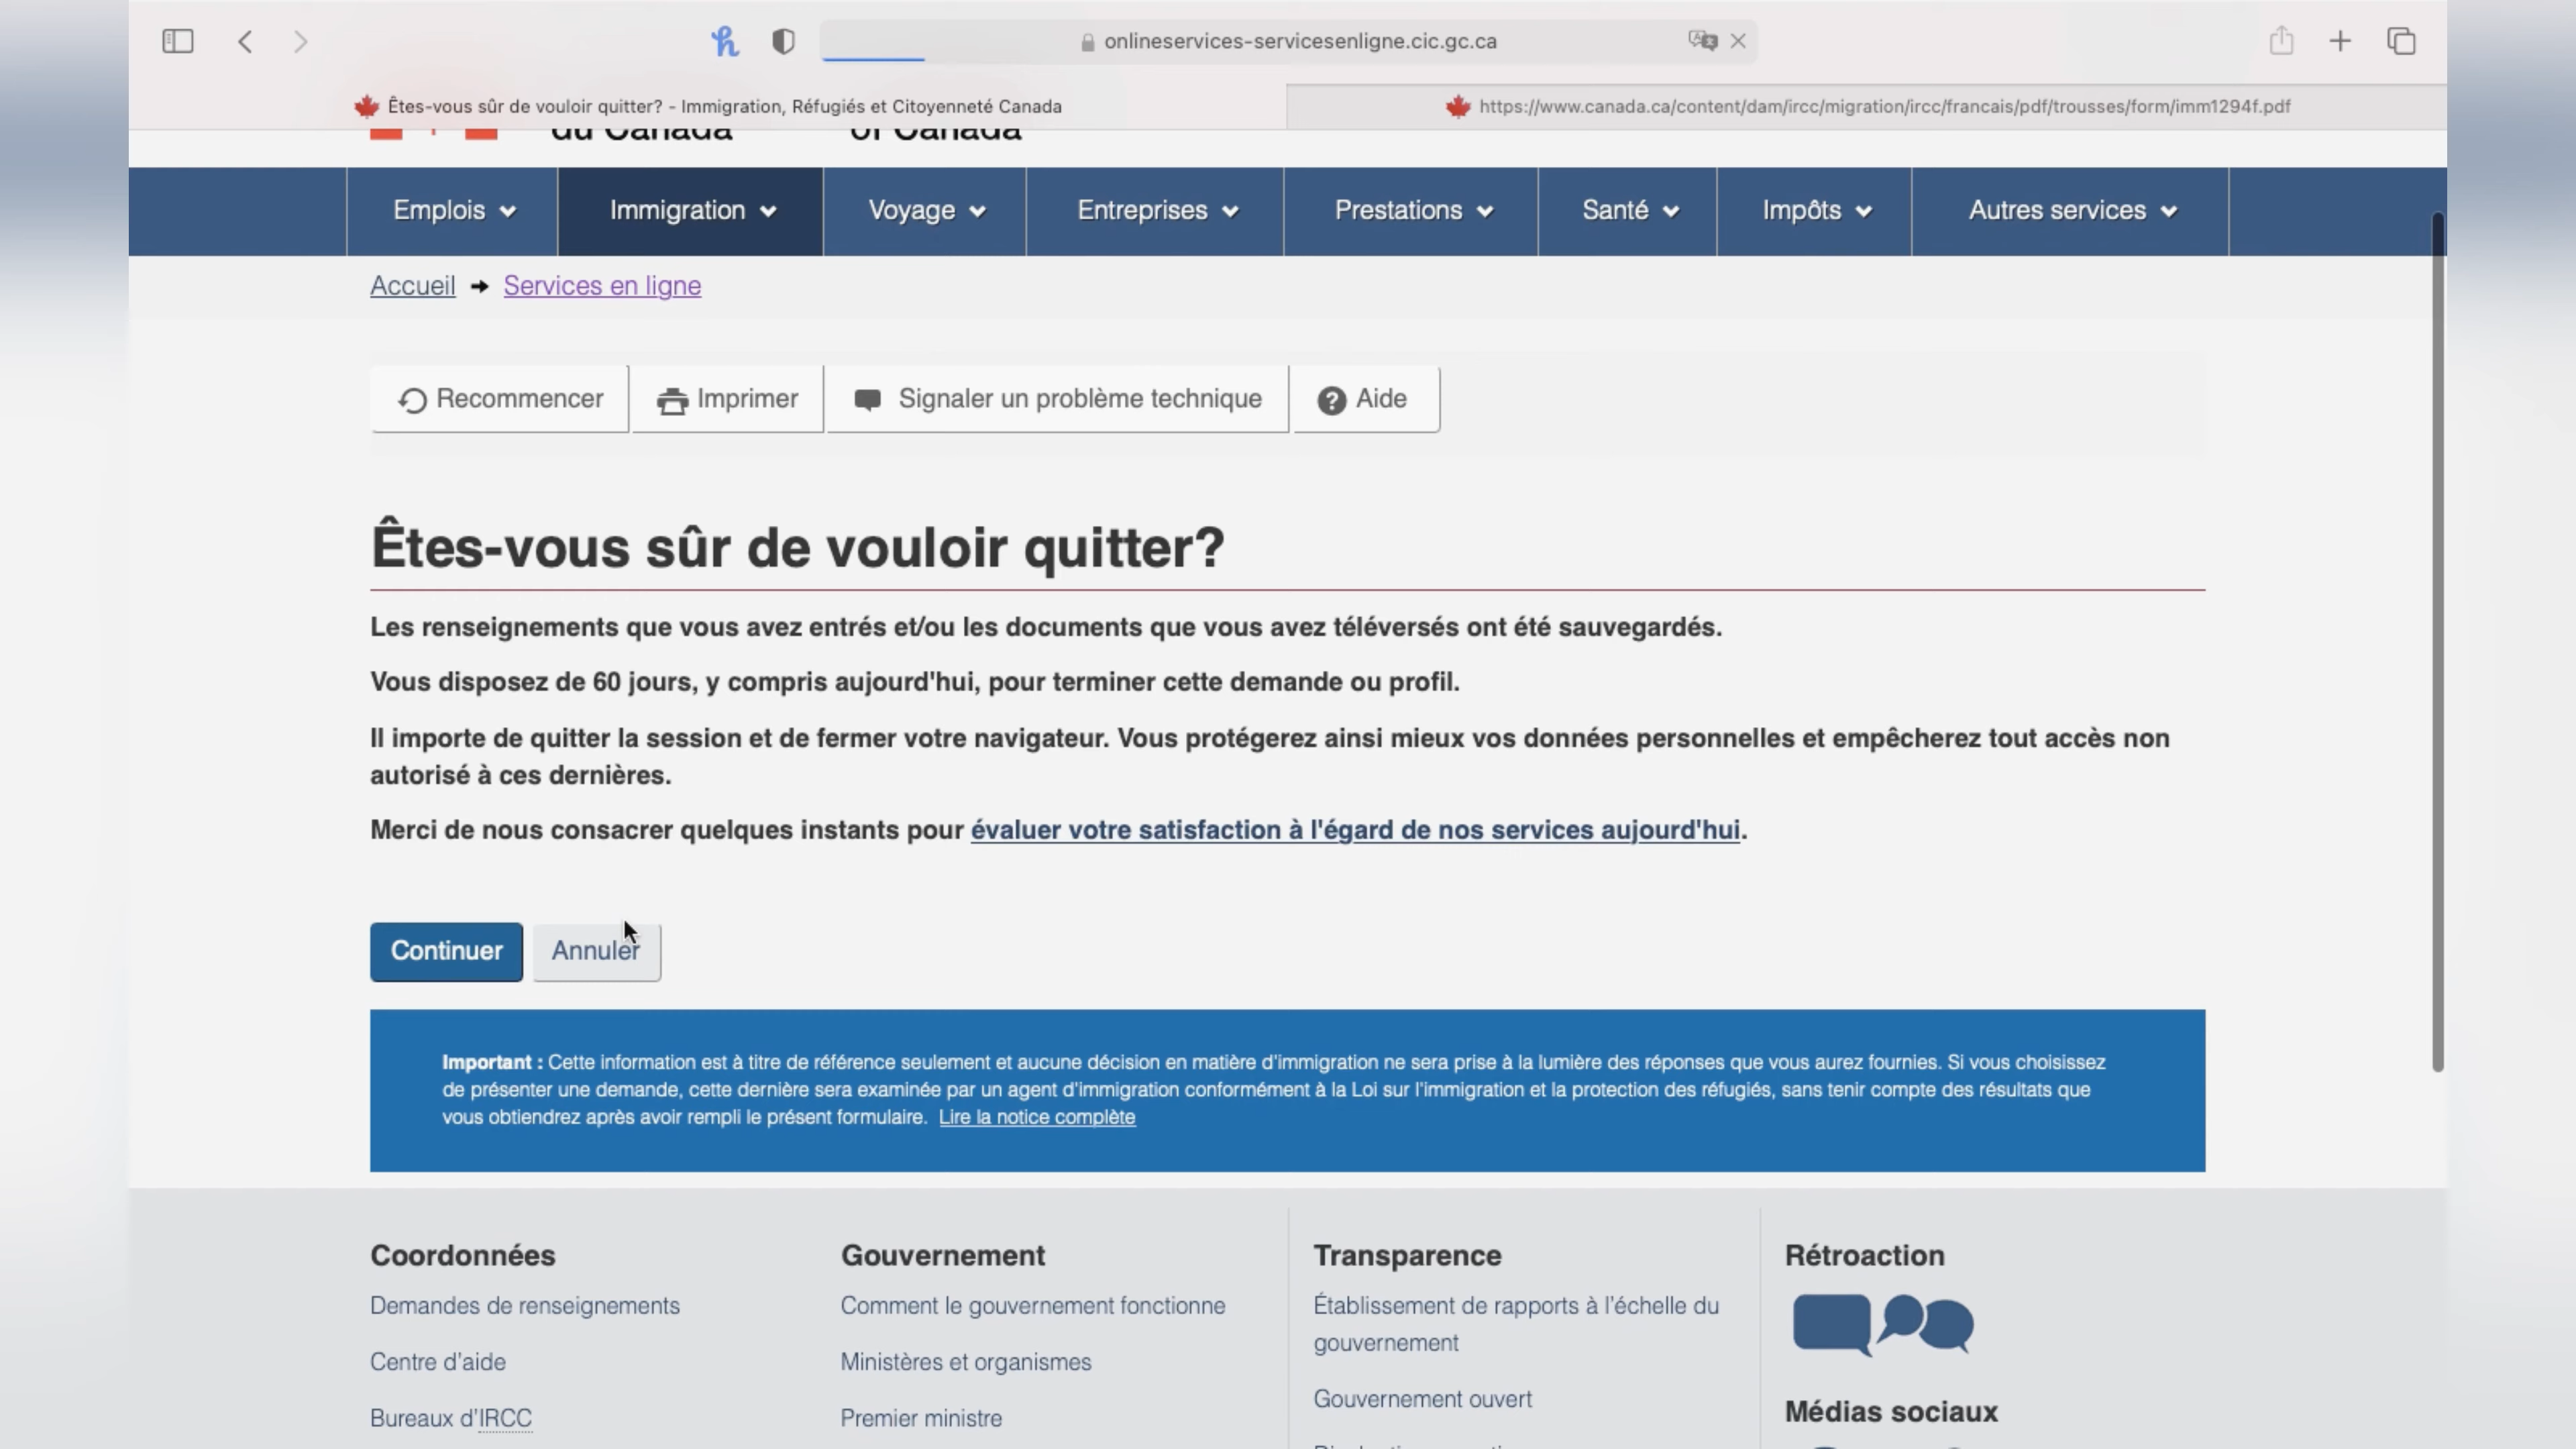 onlineservices-servicesenligne.cic.gc.ca
Êtes-vous sûr de vouloir quitter? - Immigration, Réfugiés et Citoyenneté Canada
https://www.canada.ca/content/dam/ircc/migration/ircc/francais/pdf/trousses/form/imm1294f.pdf
du Canada of Canada
Emplois Immigration Voyage Entreprises Prestations Santé Impôts Autres services
Accueil → Services en ligne
Recommencer Imprimer Signaler un problème technique Aide
Êtes-vous sûr de vouloir quitter?
Les renseignements que vous avez entrés et/ou les documents que vous avez téléversés ont été sauvegardés.
Vous disposez de 60 jours, y compris aujourd'hui, pour terminer cette demande ou profil.
Il importe de quitter la session et de fermer votre navigateur. Vous protégerez ainsi mieux vos données personnelles et empêcherez tout accès non
autorisé à ces dernières.
Merci de nous consacrer quelques instants pour évaluer votre satisfaction à l'égard de nos services aujourd'hui.
Continuer Annuler
Important : Cette information est à titre de référence seulement et aucune décision en matière d'immigration ne sera prise à la lumière des réponses que vous aurez fournies. Si vous choisissez
de présenter une demande, cette dernière sera examinée par un agent d'immigration conformément à la Loi sur l'immigration et la protection des réfugiés, sans tenir compte des résultats que
vous obtiendrez après avoir rempli le présent formulaire. Lire la notice complète
Coordonnées
Demandes de renseignements
Centre d'aide
Bureaux d'IRCC
Gouvernement
Comment le gouvernement fonctionne
Ministères et organismes
Premier ministre
Transparence
Établissement de rapports à l'échelle du
gouvernement
Gouvernement ouvert
Rétroaction
Médias sociaux